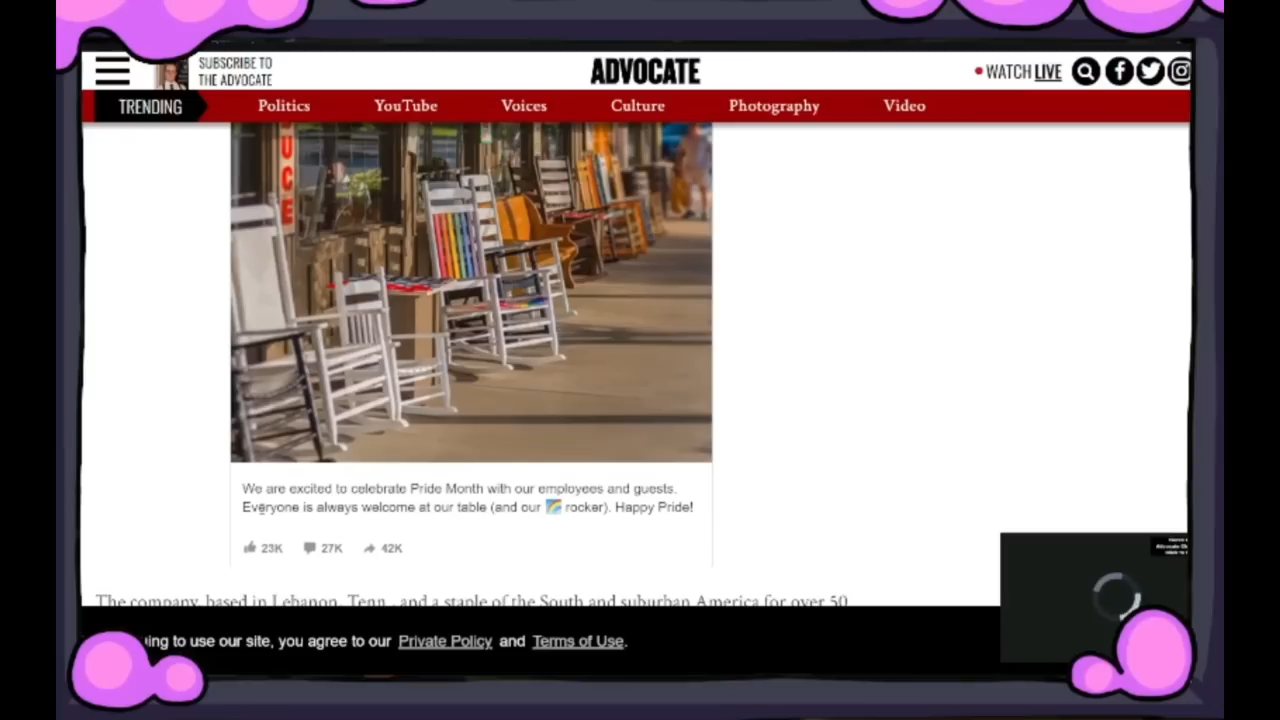 SUBSCRIBE TO
THE ADVOCATE
ADVOCATE
WATCH LIVE
TRENDING
Politics
YouTube
Voices
Culture
Photography
Video
UCE
We are excited to celebrate Pride Month with our employees and guests.
Everyone is always welcome at our table (and our 🌈 rocker). Happy Pride!
23K
27K
42K
The company, based in Lebanon, Tenn., and a staple of the South and suburban America for over 50
ing to use our site, you agree to our Private Policy and Terms of Use.